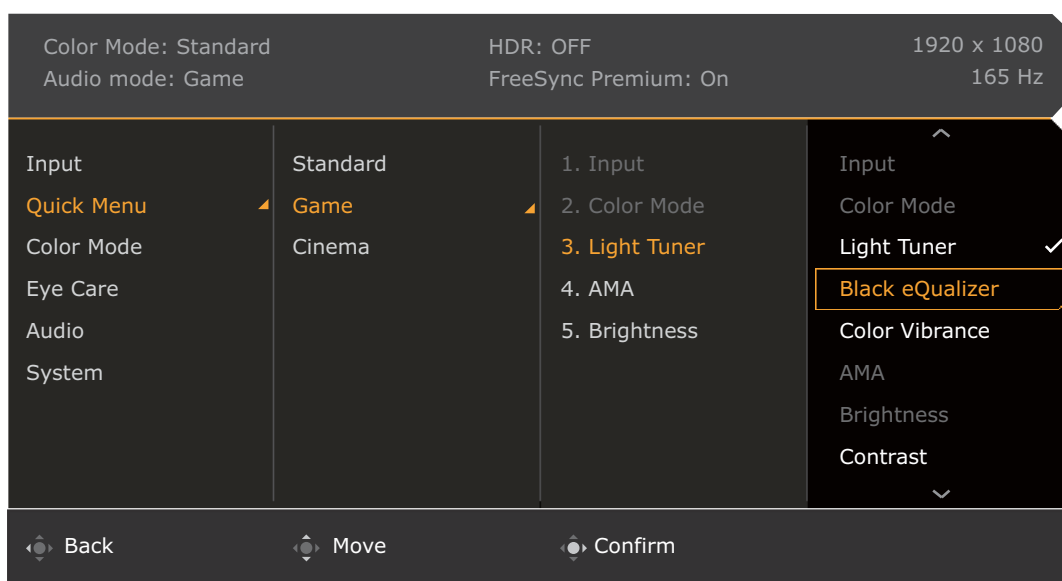 Color Mode: Standard
Audio mode: Game
HDR: OFF
FreeSync Premium: On
1920 x 1080
165 Hz
Input
Quick Menu
Color Mode
Eye Care
Audio
System
Standard
Game
Cinema
1. Input
2. Color Mode
3. Light Tuner
4. AMA
5. Brightness
Input
Color Mode
Light Tuner
Black eQualizer
Color Vibrance
AMA
Brightness
Contrast
Back
Move
Confirm